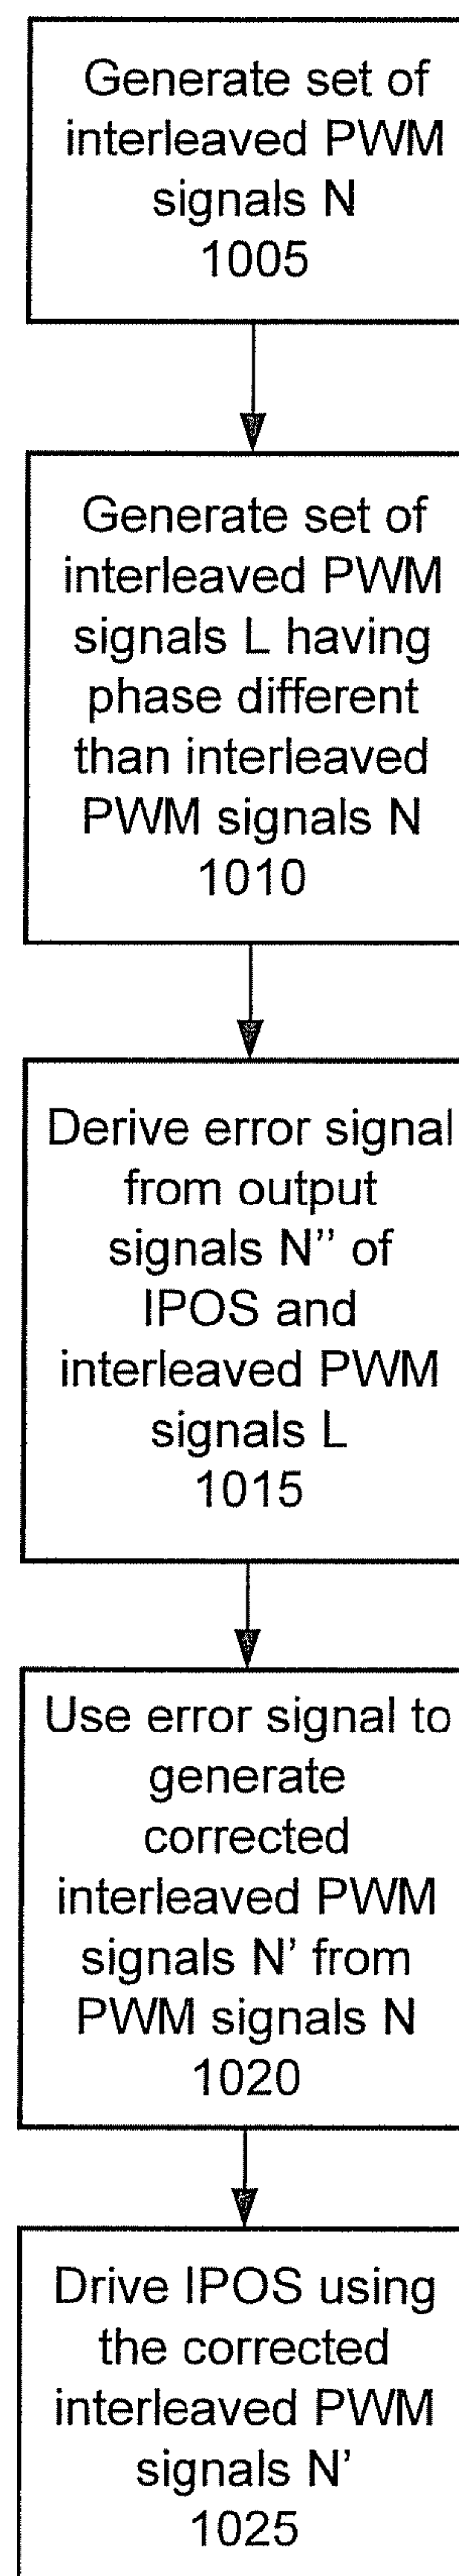 Generate set of
interleaved PWM
signals N
1005
Generate set of
interleaved PWM
signals L having
phase different
than interleaved
PWM signals N
1010
Derive error signal
from output
signals N’’ of
IPOS and
interleaved PWM
signals L
1015
Use error signal to
generate
corrected
interleaved PWM
signals N’ from
PWM signals N
1020
Drive IPOS using
the corrected
interleaved PWM
signals N’
1025